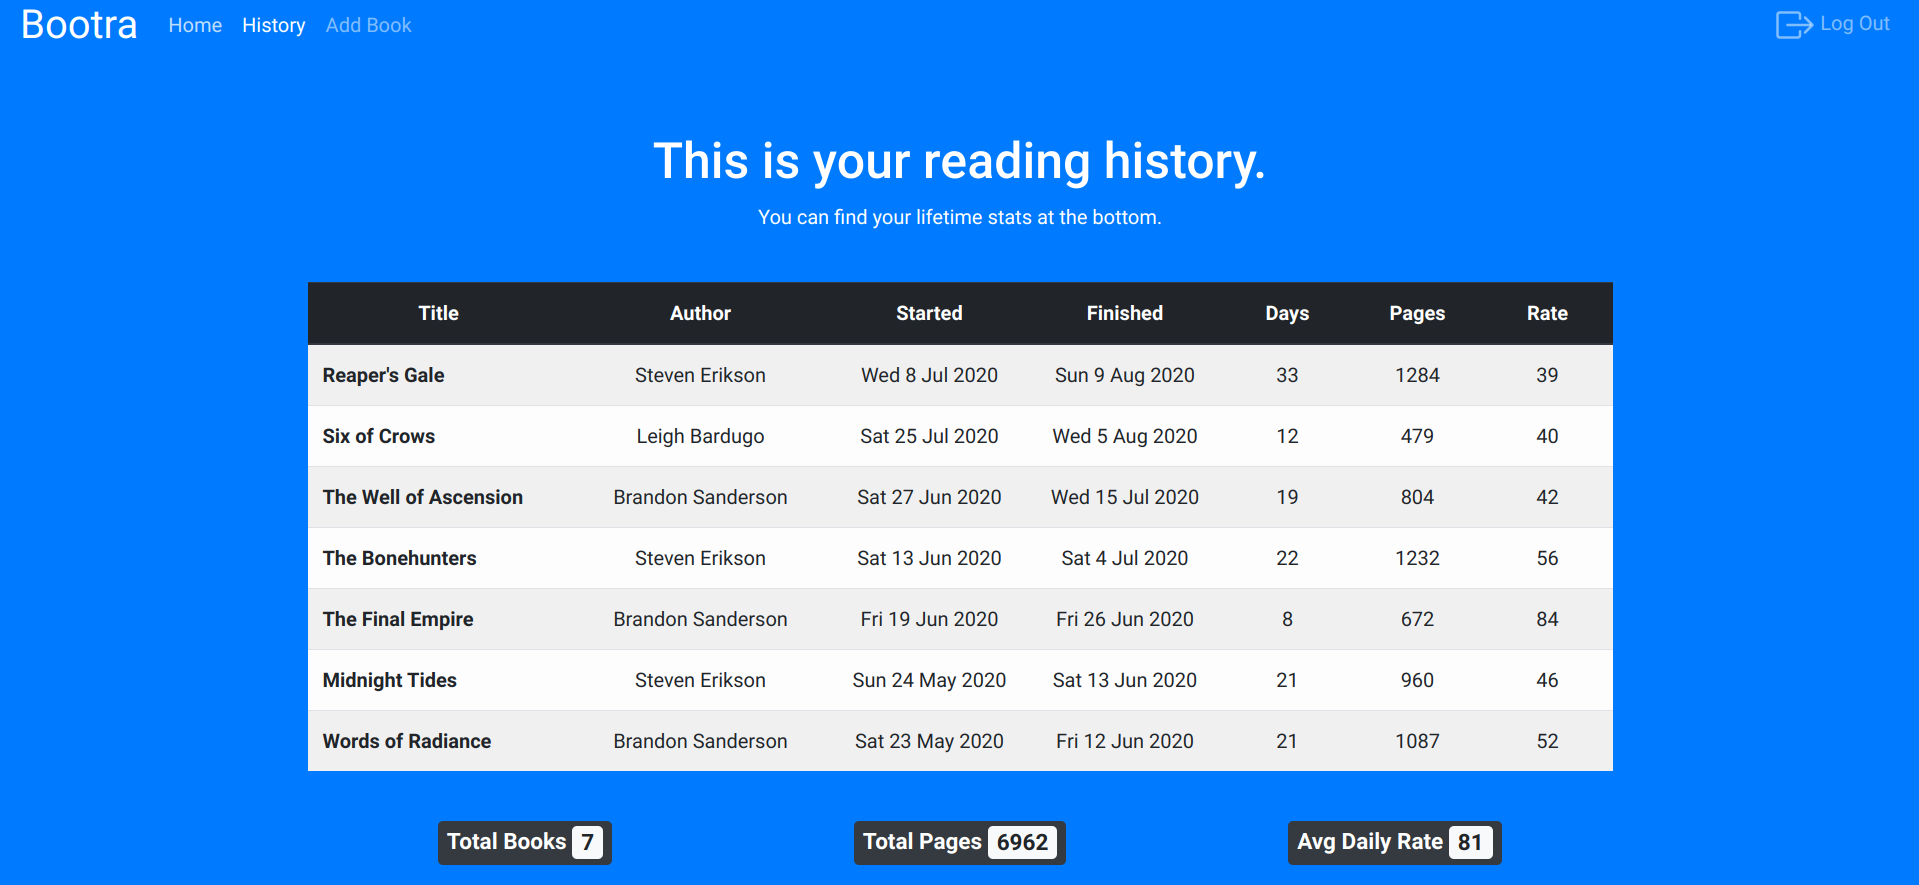 Bootra Home History Add Book Log Out
This is your reading history.
You can find your lifetime stats at the bottom.
Title Author Started Finished Days Pages Rate
Reaper's Gale Steven Erikson Wed 8 Jul 2020 Sun 9 Aug 2020 33 1284 39
Six of Crows Leigh Bardugo Sat 25 Jul 2020 Wed 5 Aug 2020 12 479 40
The Well of Ascension Brandon Sanderson Sat 27 Jun 2020 Wed 15 Jul 2020 19 804 42
The Bonehunters Steven Erikson Sat 13 Jun 2020 Sat 4 Jul 2020 22 1232 56
The Final Empire Brandon Sanderson Fri 19 Jun 2020 Fri 26 Jun 2020 8 672 84
Midnight Tides Steven Erikson Sun 24 May 2020 Sat 13 Jun 2020 21 960 46
Words of Radiance Brandon Sanderson Sat 23 May 2020 Fri 12 Jun 2020 21 1087 52
Total Books 7 Total Pages 6962 Avg Daily Rate 81